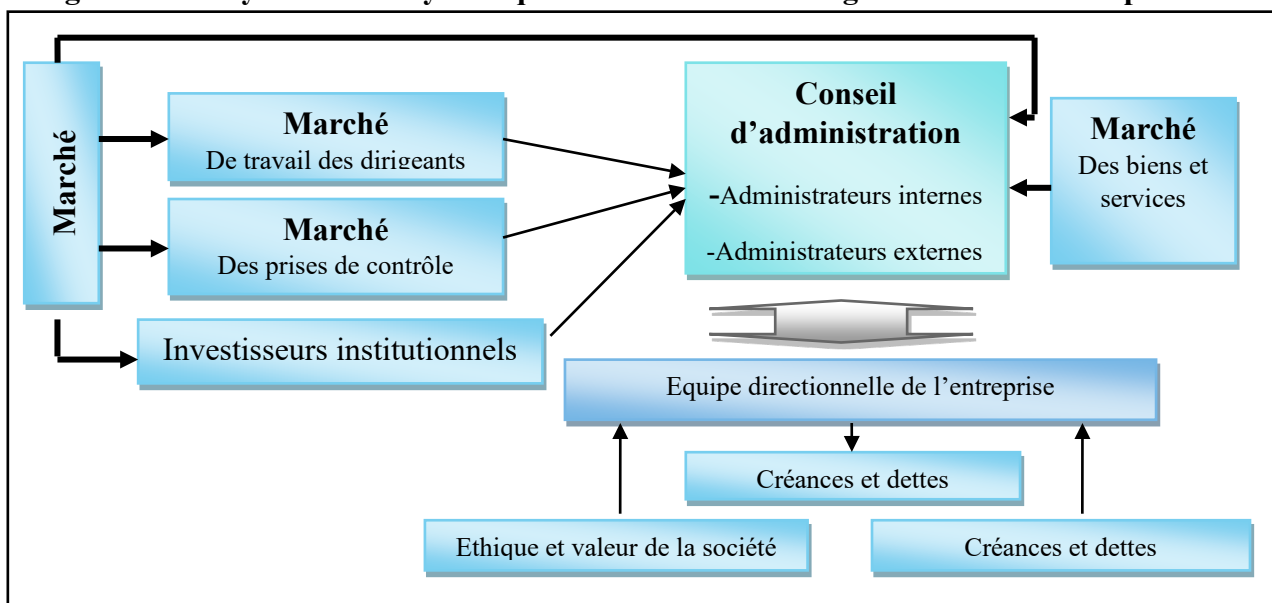 Marché
Marché
De travail des dirigeants
Marché
Des prises de contrôle
Investisseurs institutionnels
Conseil
d’administration
-Administrateurs internes
-Administrateurs externes
Marché
Des biens et
services
Equipe directionnelle de l’entreprise
Créances et dettes
Ethique et valeur de la société
Créances et dettes